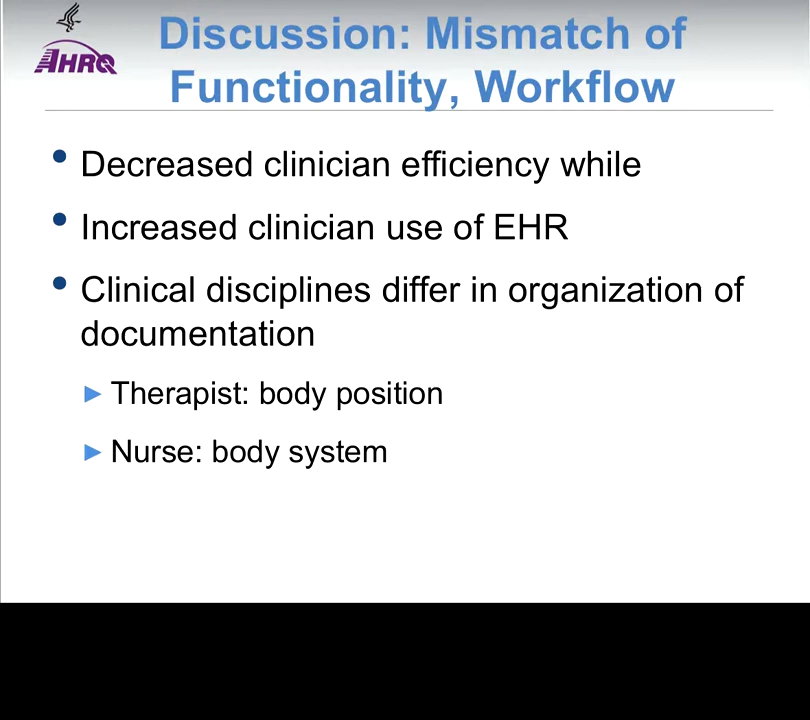 AHRQ
Discussion: Mismatch of
Functionality, Workflow
• Decreased clinician efficiency while
• Increased clinician use of EHR
• Clinical disciplines differ in organization of
documentation
► Therapist: body position
► Nurse: body system